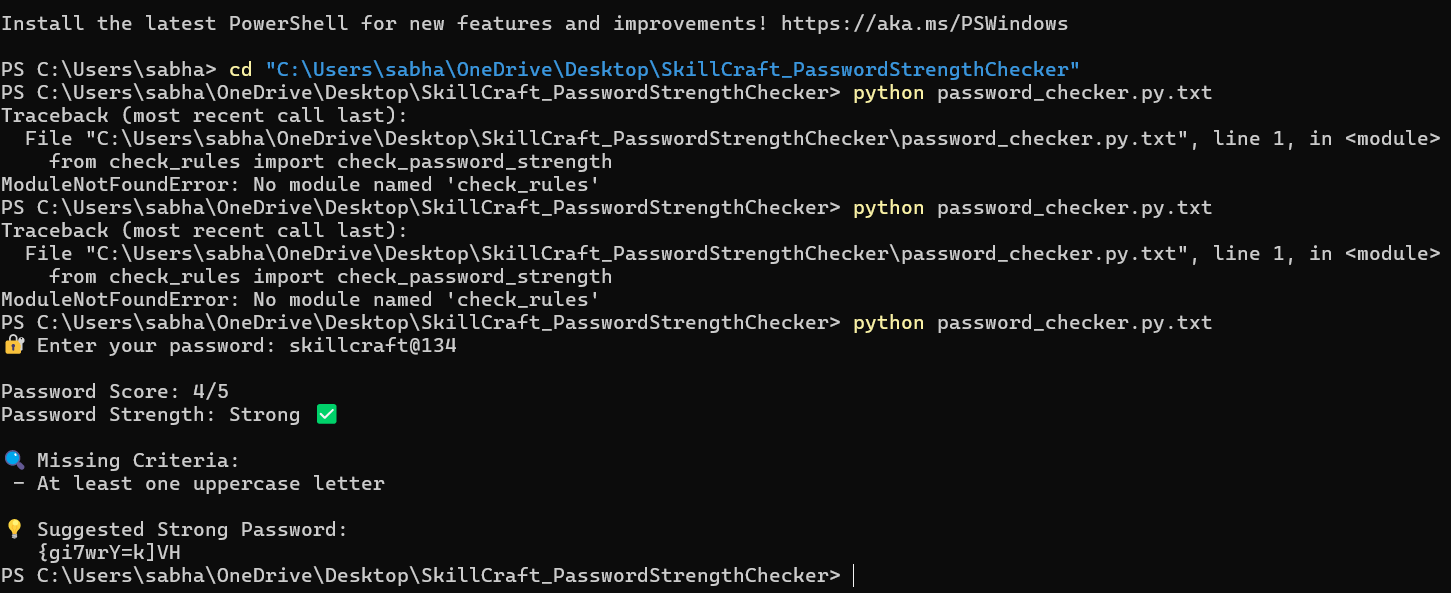 Install the latest PowerShell for new features and improvements! https://aka.ms/PSWindows
PS C:\Users\sabha> cd "C:\Users\sabha\OneDrive\Desktop\SkillCraft_PasswordStrengthChecker"
PS C:\Users\sabha\OneDrive\Desktop\SkillCraft_PasswordStrengthChecker> python password_checker.py.txt
Traceback (most recent call last):
  File "C:\Users\sabha\OneDrive\Desktop\SkillCraft_PasswordStrengthChecker\password_checker.py.txt", line 1, in <module>
    from check_rules import check_password_strength
ModuleNotFoundError: No module named 'check_rules'
PS C:\Users\sabha\OneDrive\Desktop\SkillCraft_PasswordStrengthChecker> python password_checker.py.txt
Traceback (most recent call last):
  File "C:\Users\sabha\OneDrive\Desktop\SkillCraft_PasswordStrengthChecker\password_checker.py.txt", line 1, in <module>
    from check_rules import check_password_strength
ModuleNotFoundError: No module named 'check_rules'
PS C:\Users\sabha\OneDrive\Desktop\SkillCraft_PasswordStrengthChecker> python password_checker.py.txt
🔐 Enter your password: skillcraft@134
Password Score: 4/5
Password Strength: Strong ✅
🔍 Missing Criteria:
 - At least one uppercase letter
💡 Suggested Strong Password:
   {gi7wrY=k]VH
PS C:\Users\sabha\OneDrive\Desktop\SkillCraft_PasswordStrengthChecker>